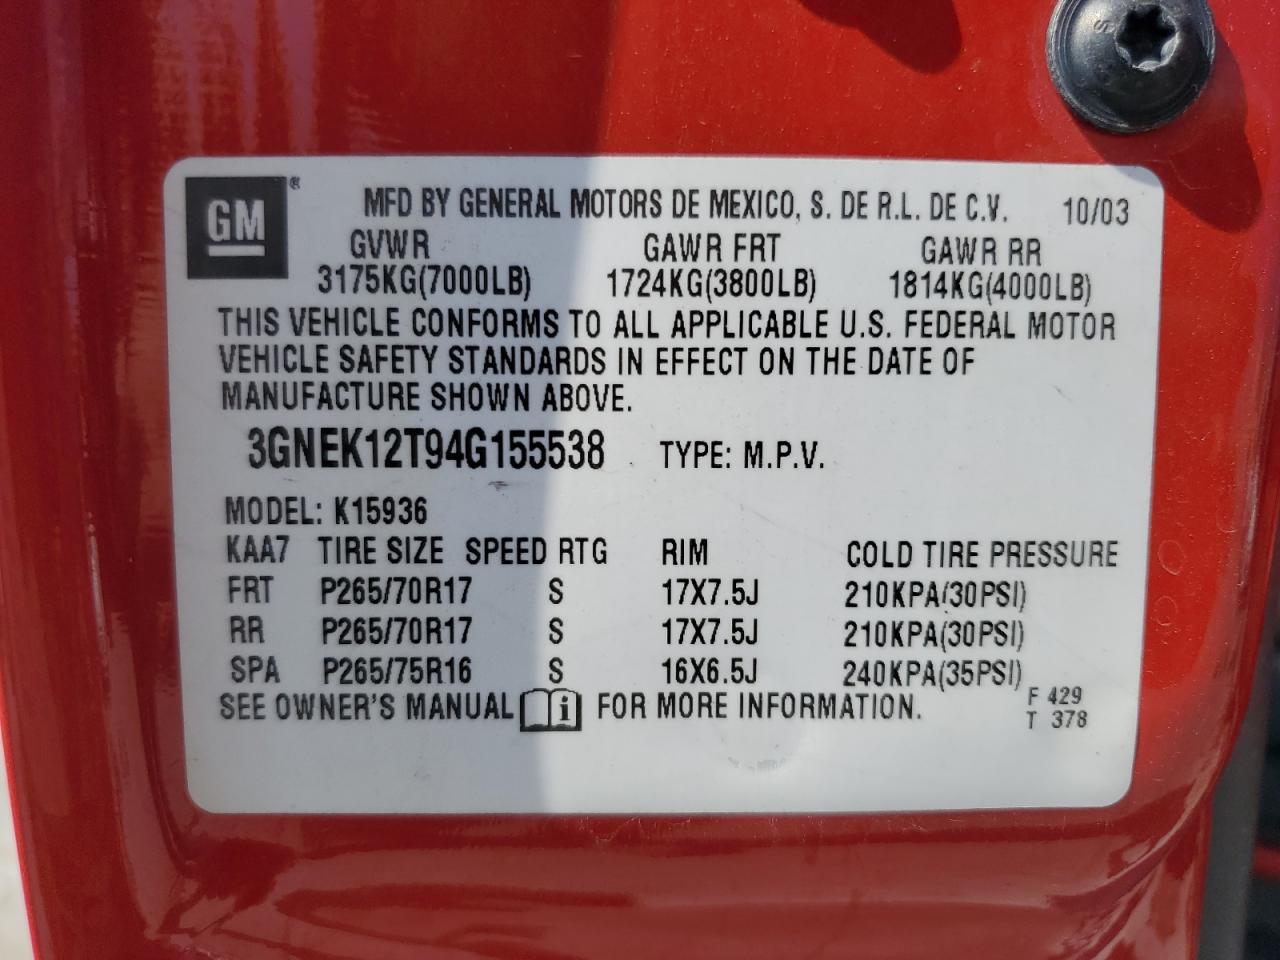 GM ®
MFD BY GENERAL MOTORS DE MEXICO, S. DE R.L. DE C.V. 10/03
GVWR GAWR FRT GAWR RR
3175KG(7000LB) 1724KG(3800LB) 1814KG(4000LB)
THIS VEHICLE CONFORMS TO ALL APPLICABLE U.S. FEDERAL MOTOR
VEHICLE SAFETY STANDARDS IN EFFECT ON THE DATE OF
MANUFACTURE SHOWN ABOVE.
3GNEK12T94G155538 TYPE: M.P.V.
MODEL: K15936
KAA7 TIRE SIZE SPEED RTG RIM COLD TIRE PRESSURE
FRT P265/70R17 S 17X7.5J 210KPA(30PSI)
RR P265/70R17 S 17X7.5J 210KPA(30PSI)
SPA P265/75R16 S 16X6.5J 240KPA(35PSI)
SEE OWNER'S MANUAL i FOR MORE INFORMATION. F 429
T 378